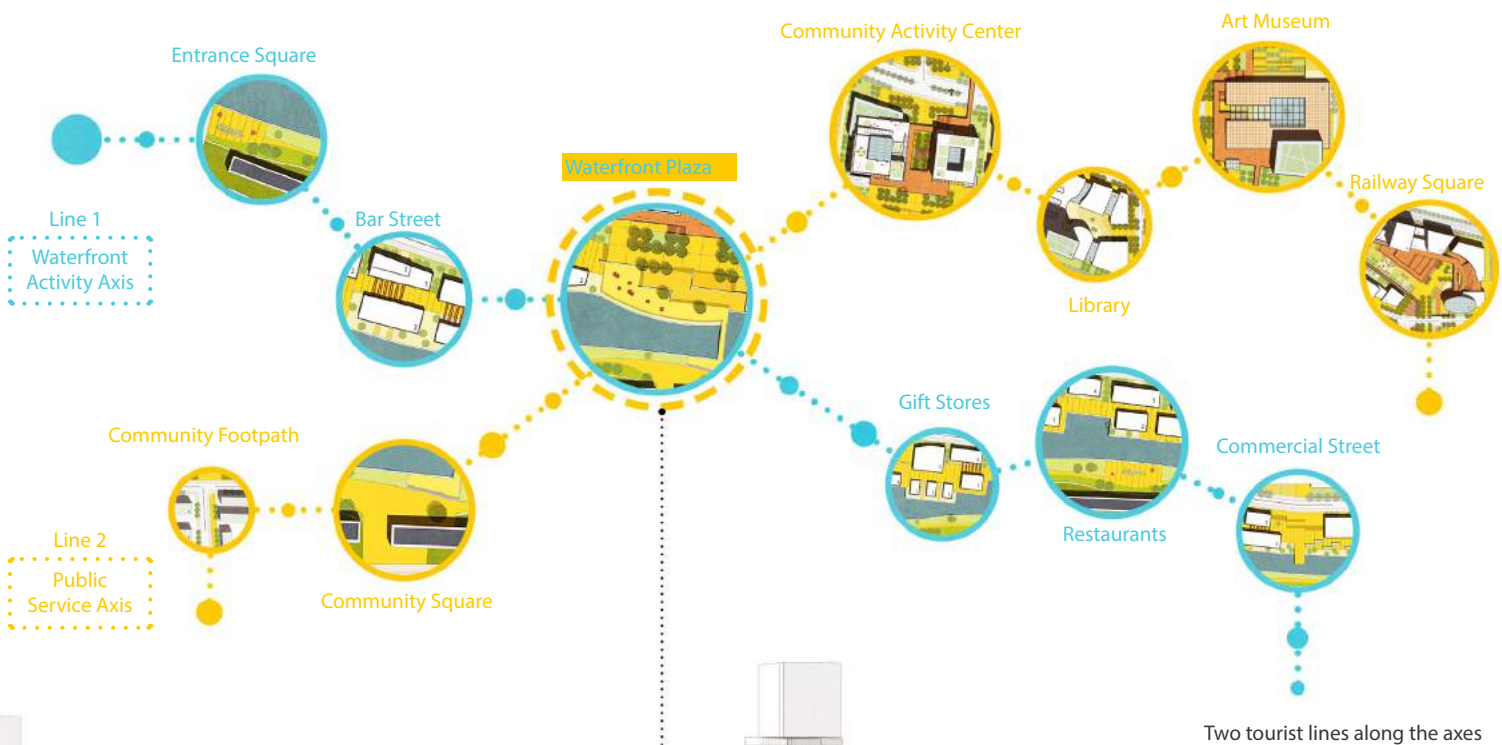 Art Museum
Community Activity Center
Entrance Square
Waterfront Plaza
Railway Square
Line 1
Bar Street
Waterfront
Activity Axis
Library
Gift Stores
Community Footpath
Commercial Street
Restaurants
Line 2
Public
Service Axis
Community Square
Two tourist lines along the axes